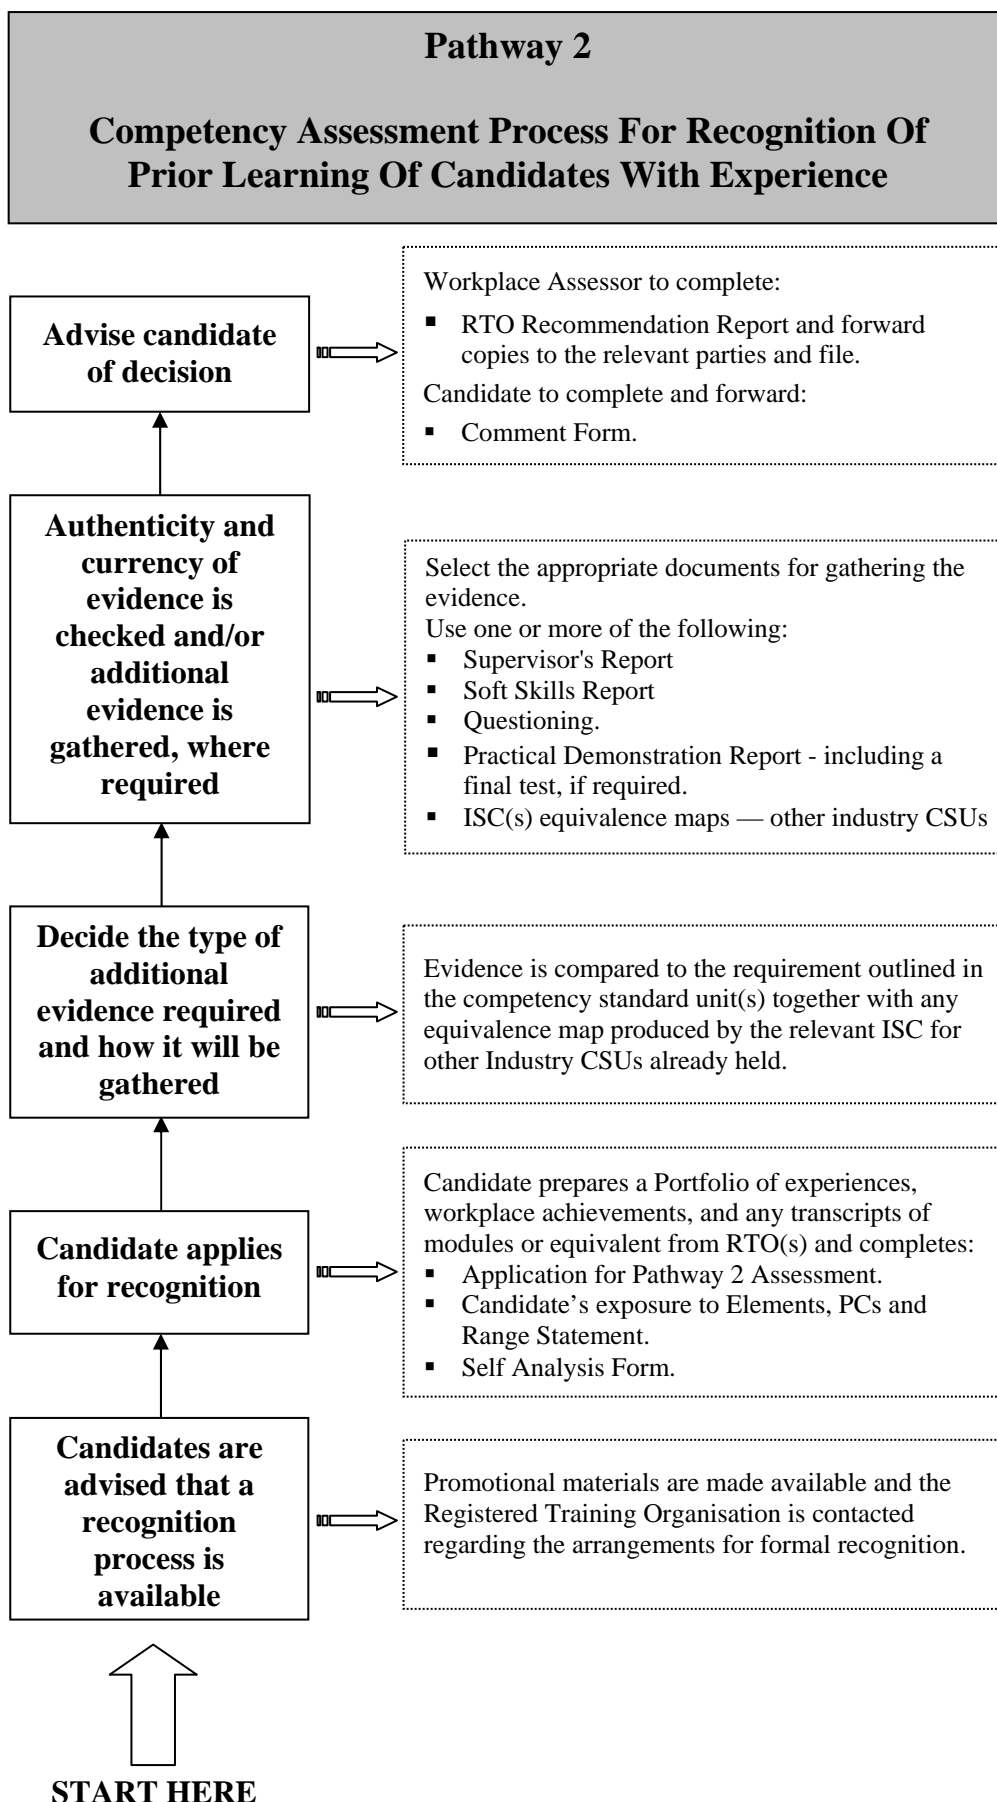 Pathway 2
Competency Assessment Process For Recognition Of
Prior Learning Of Candidates With Experience
Advise candidate
of decision
Workplace Assessor to complete:
▪ RTO Recommendation Report and forward
copies to the relevant parties and file.
Candidate to complete and forward:
▪ Comment Form.
Authenticity and
currency of
evidence is
checked and/or
additional
evidence is
gathered, where
required
Select the appropriate documents for gathering the
evidence.
Use one or more of the following:
▪ Supervisor's Report
▪ Soft Skills Report
▪ Questioning.
▪ Practical Demonstration Report - including a
final test, if required.
▪ ISC(s) equivalence maps — other industry CSUs
Decide the type of
additional
evidence required
and how it will be
gathered
Evidence is compared to the requirement outlined in
the competency standard unit(s) together with any
equivalence map produced by the relevant ISC for
other Industry CSUs already held.
Candidate applies
for recognition
Candidate prepares a Portfolio of experiences,
workplace achievements, and any transcripts of
modules or equivalent from RTO(s) and completes:
▪ Application for Pathway 2 Assessment.
▪ Candidate’s exposure to Elements, PCs and
Range Statement.
▪ Self Analysis Form.
Candidates are
advised that a
recognition
process is
available
Promotional materials are made available and the
Registered Training Organisation is contacted
regarding the arrangements for formal recognition.
START HERE